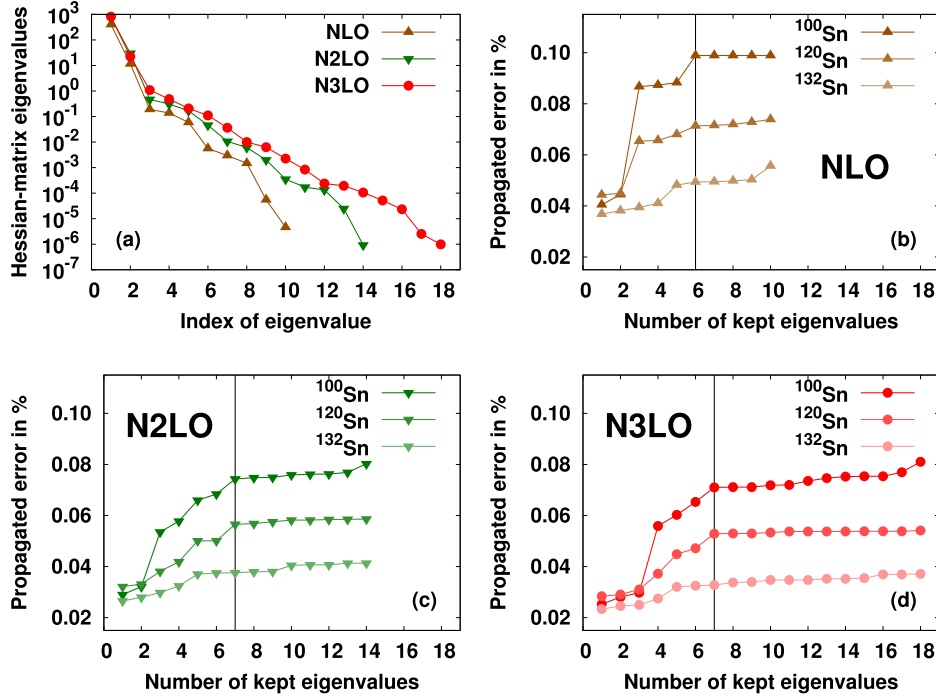 Hessian-matrix eigenvalues
10^3
10^2
10^1
10^0
10^-1
10^-2
10^-3
10^-4
10^-5
10^-6
10^-7
NLO
N2LO
N3LO
(a)
0 2 4 6 8 10 12 14 16 18
Index of eigenvalue
Propagated error in %
0.10
0.08
0.06
0.04
0.02
100Sn
120Sn
132Sn
NLO
(b)
0 2 4 6 8 10 12 14 16 18
Number of kept eigenvalues
Propagated error in %
0.10
0.08
0.06
0.04
0.02
N2LO
100Sn
120Sn
132Sn
(c)
0 2 4 6 8 10 12 14 16 18
Number of kept eigenvalues
Propagated error in %
0.10
0.08
0.06
0.04
0.02
N3LO
100Sn
120Sn
132Sn
(d)
0 2 4 6 8 10 12 14 16 18
Number of kept eigenvalues